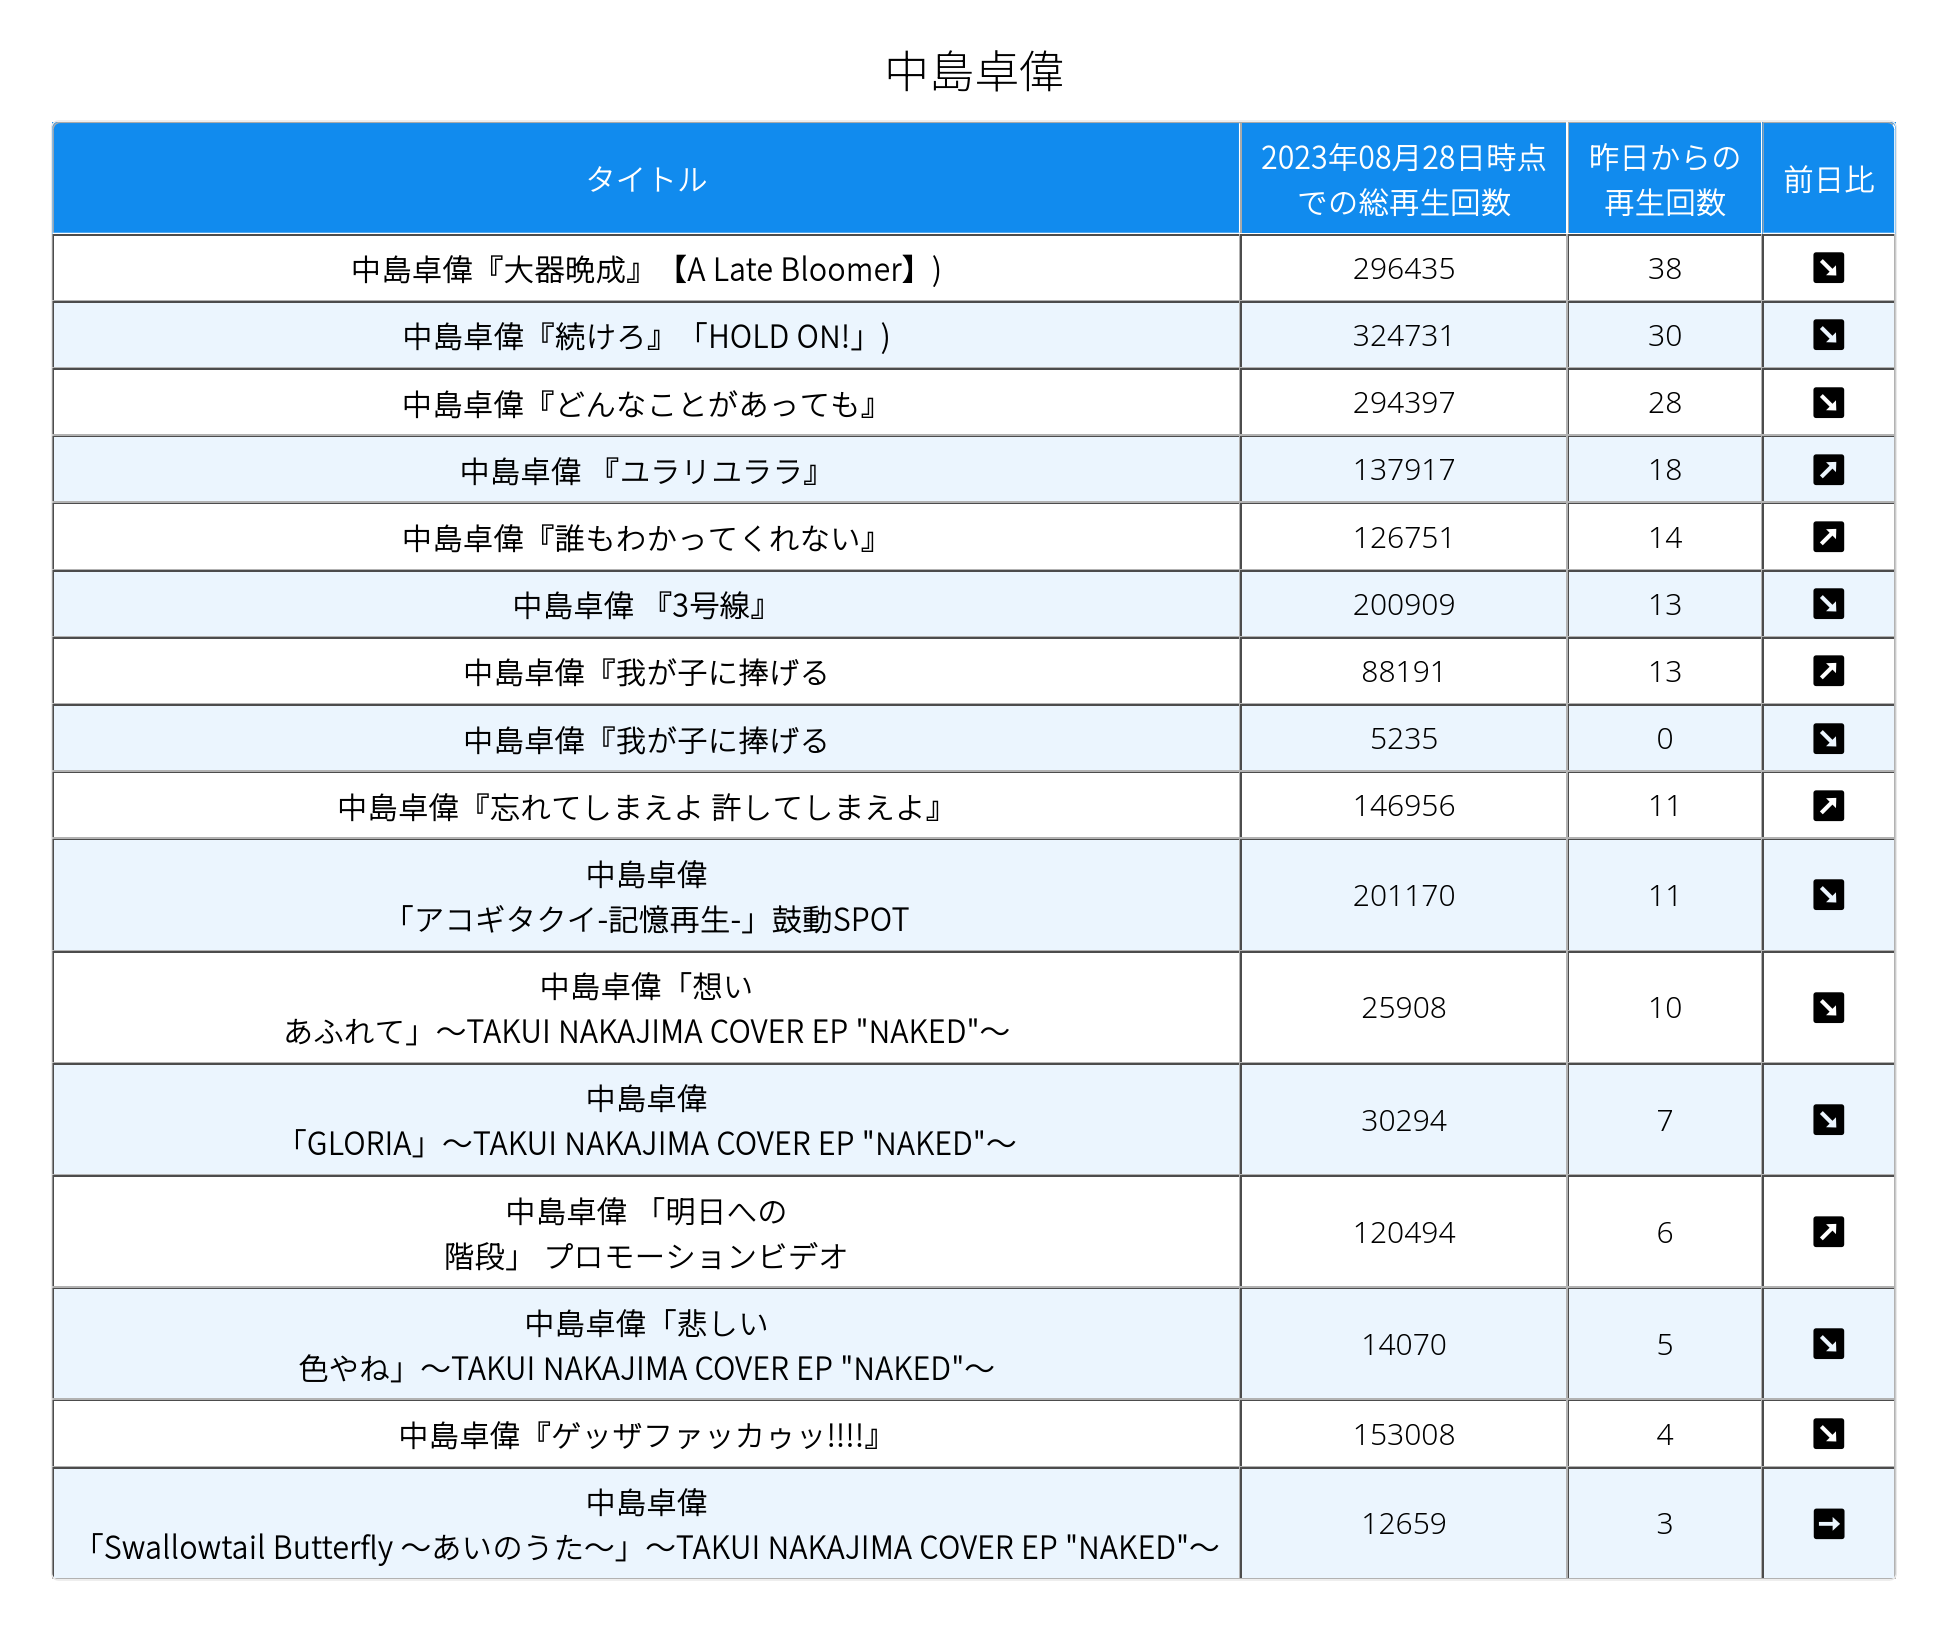 中島卓偉
タイトル
2023年08月28日時点
での総再生回数
昨日からの
再生回数
前日比
中島卓偉『大器晩成』【A Late Bloomer】)
296435
38
中島卓偉『続けろ』「HOLD ON!」)
324731
30
中島卓偉『どんなことがあっても』
294397
28
中島卓偉 『ユラリユララ』
137917
18
中島卓偉『誰もわかってくれない』
126751
14
中島卓偉 『3号線』
200909
13
中島卓偉『我が子に捧げる
88191
13
中島卓偉『我が子に捧げる
5235
0
中島卓偉『忘れてしまえよ 許してしまえよ』
146956
11
中島卓偉
「アコギタクイ-記憶再生-」鼓動SPOT
201170
11
中島卓偉「想い
あふれて」～TAKUI NAKAJIMA COVER EP "NAKED"～
25908
10
中島卓偉
「GLORIA」～TAKUI NAKAJIMA COVER EP "NAKED"～
30294
7
中島卓偉 「明日への
階段」 プロモーションビデオ
120494
6
中島卓偉「悲しい
色やね」～TAKUI NAKAJIMA COVER EP "NAKED"～
14070
5
中島卓偉『ゲッザファッカゥッ!!!!』
153008
4
中島卓偉
「Swallowtail Butterfly ～あいのうた～」～TAKUI NAKAJIMA COVER EP "NAKED"～
12659
3